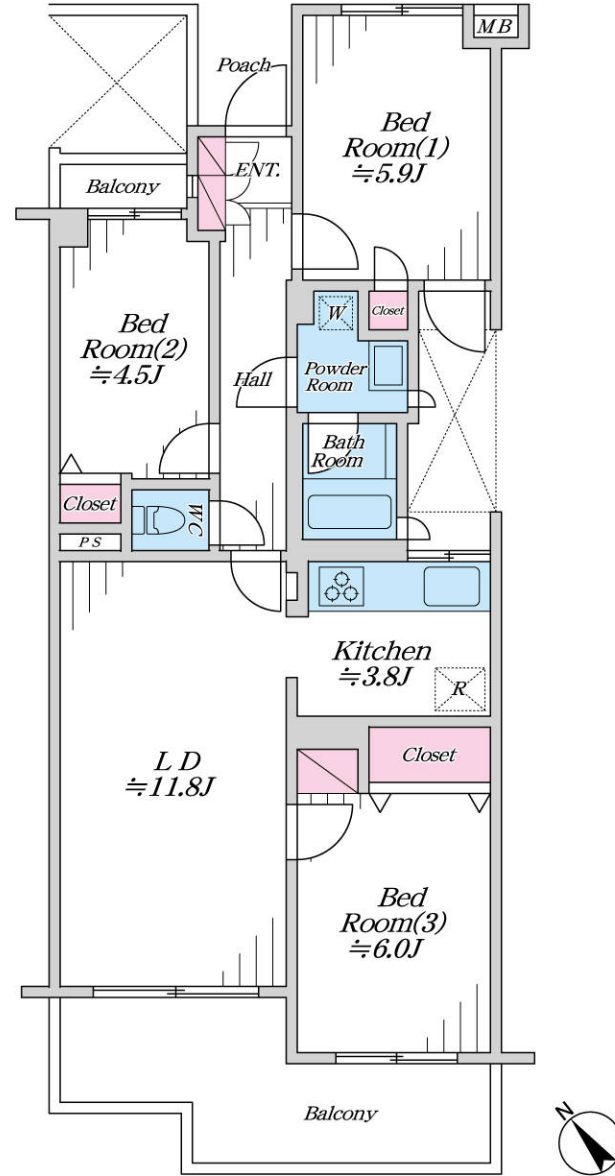 MB
Poach
Bed
Room(1)
≒5.9J
ENT.
Balcony
Bed
Room(2)
≒4.5J
Closet
W
Powder
Room
Hall
Bath
Room
Closet
WC
PS
Kitchen
≒3.8J
R
L D
≒11.8J
Closet
Bed
Room(3)
≒6.0J
Balcony
N